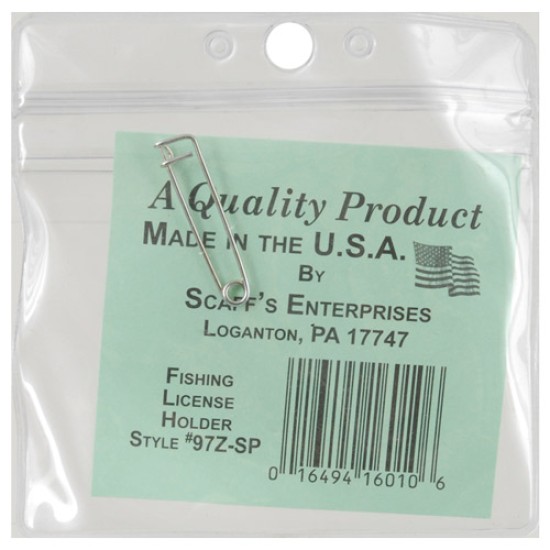 A Quality Product
MADE IN THE U.S.A.
BY
SCAFF'S ENTERPRISES
LOGANTON, PA 17747
FISHING
LICENSE
HOLDER
STYLE #97Z-SP
0 16494 16010 6